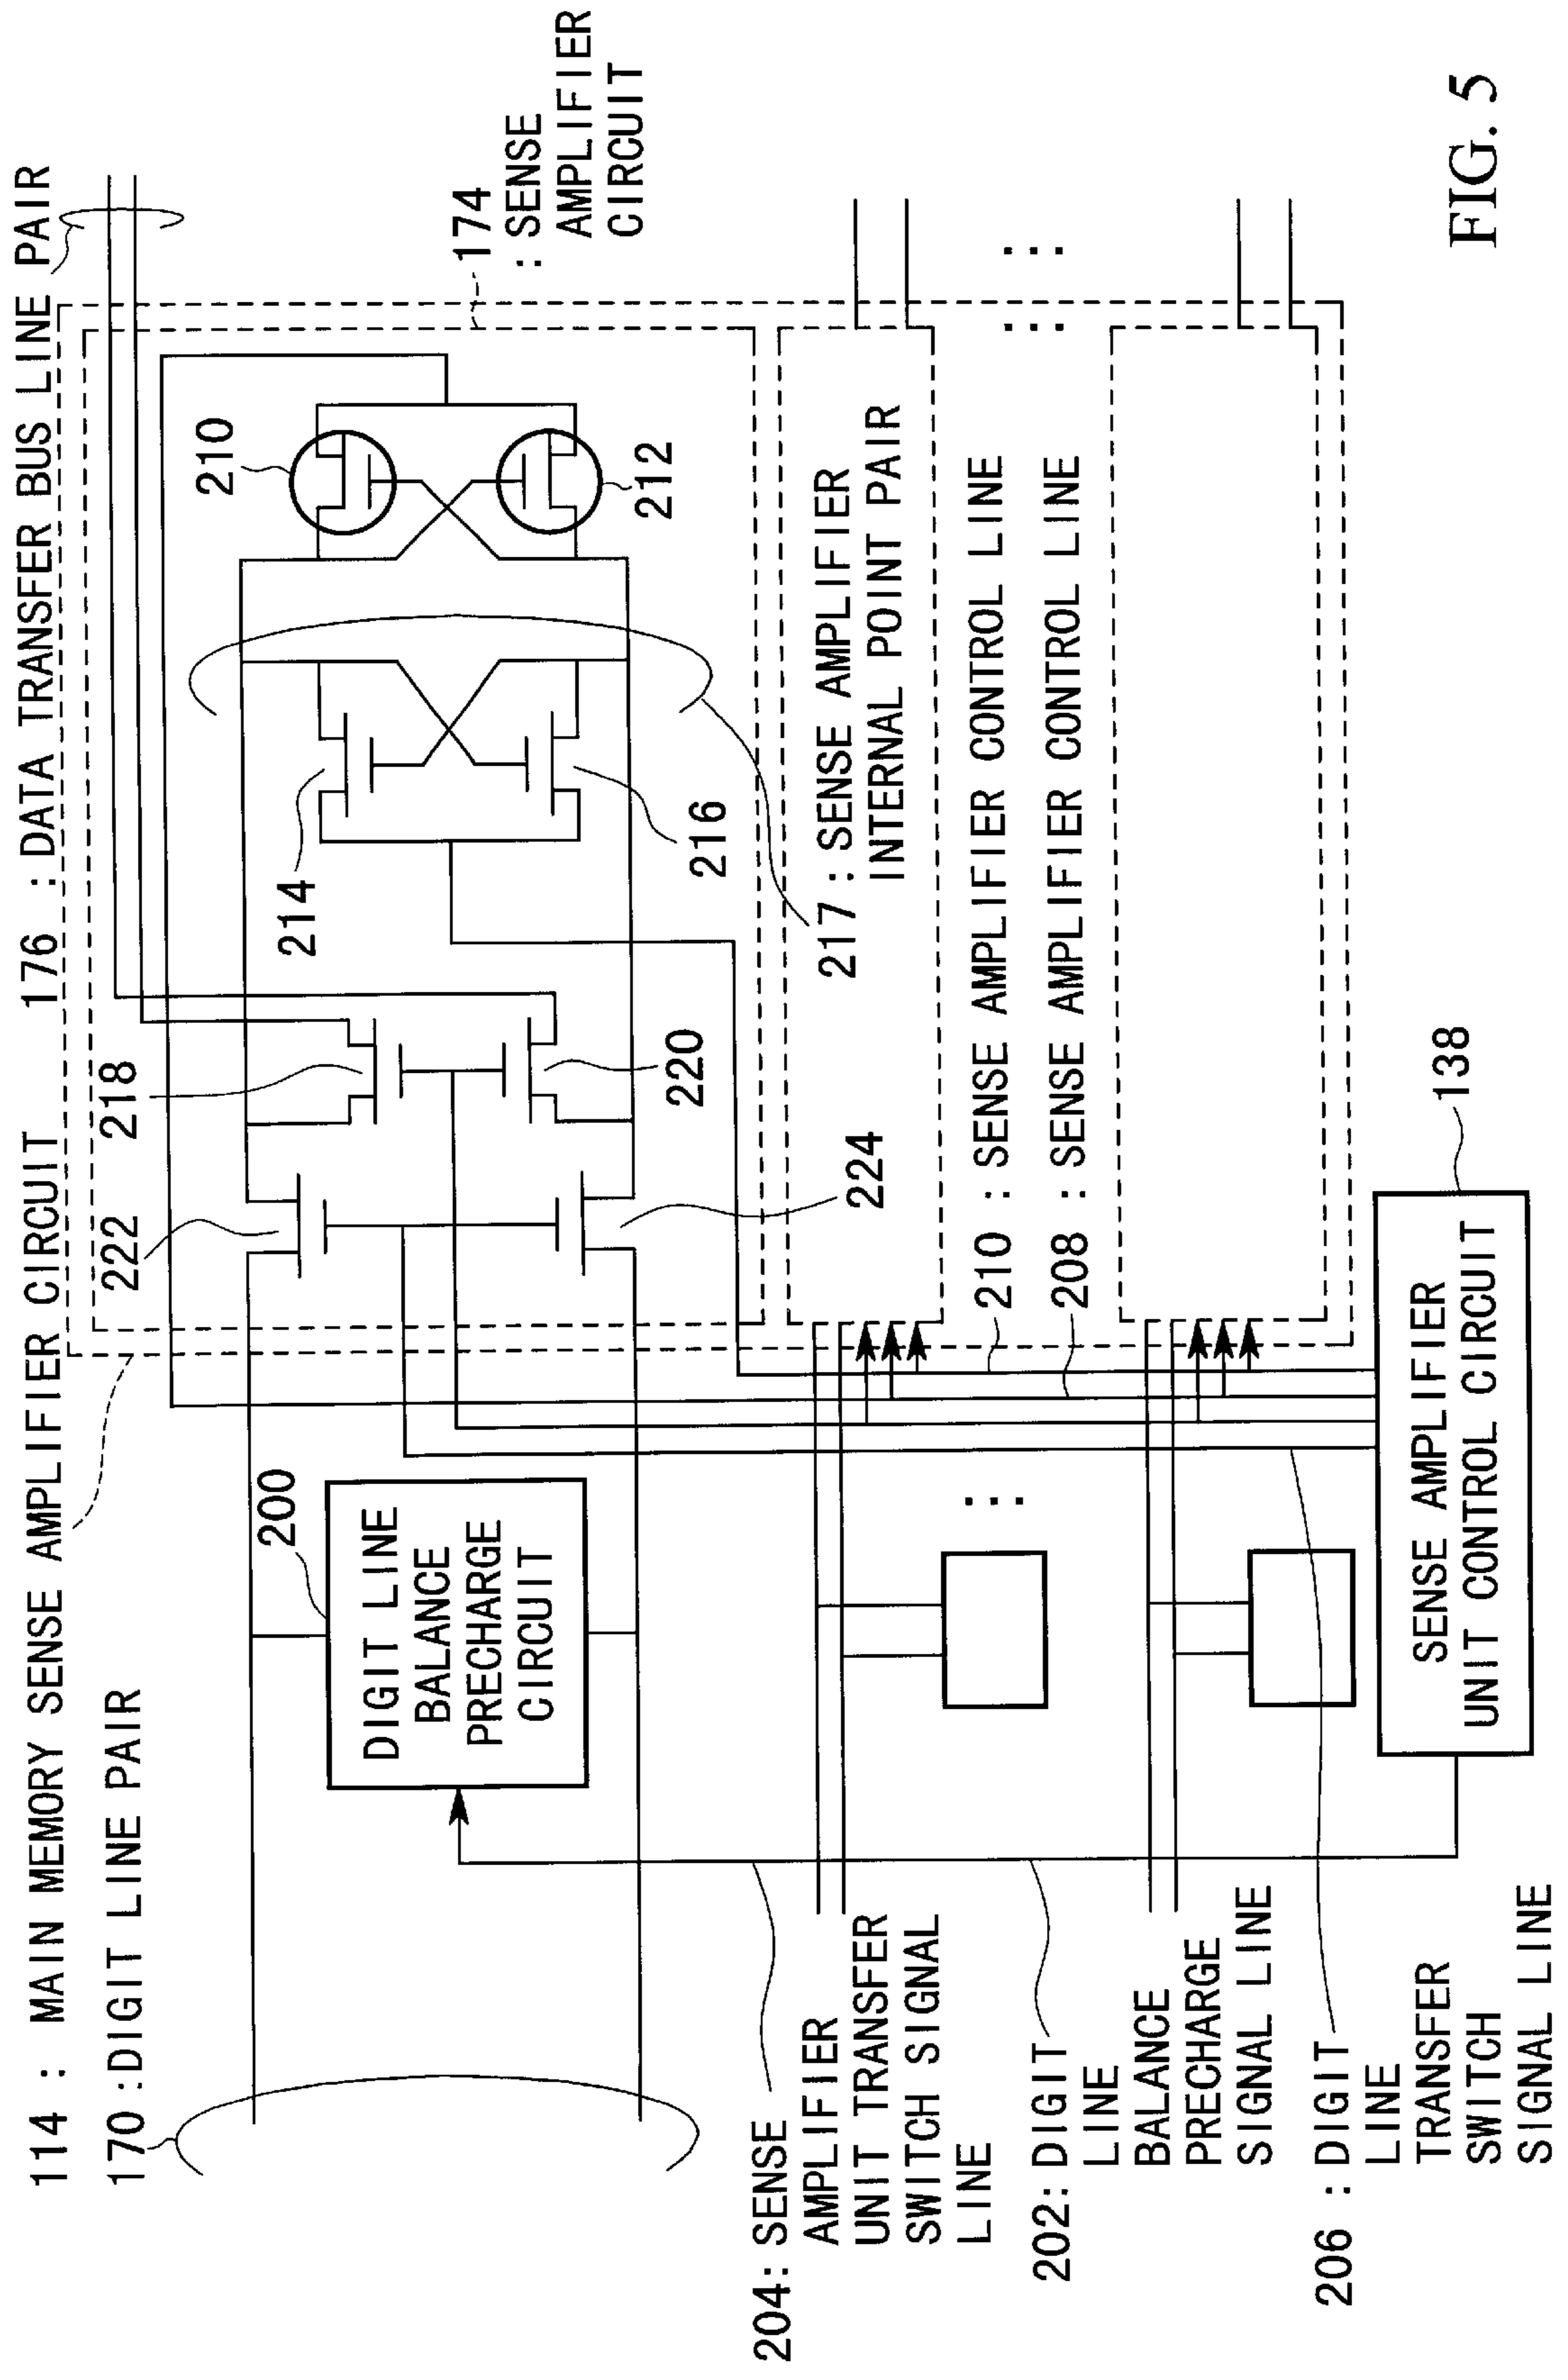 114 : MAIN MEMORY SENSE AMPLIFIER CIRCUIT
176 : DATA TRANSFER BUS LINE PAIR
170 :DIGIT LINE PAIR
174
: SENSE
AMPLIFIER
CIRCUIT
222
218
210
200
214
212
216
220
224
DIGIT LINE
BALANCE
PRECHARGE
CIRCUIT
217 : SENSE AMPLIFIER
INTERNAL POINT PAIR
210 : SENSE AMPLIFIER CONTROL LINE
208 : SENSE AMPLIFIER CONTROL LINE
...
...
...
204: SENSE
AMPLIFIER
UNIT TRANSFER
SWITCH SIGNAL
LINE
202: DIGIT
LINE
BALANCE
PRECHARGE
SIGNAL LINE
206 : DIGIT
LINE
TRANSFER
SWITCH
SIGNAL LINE
138
SENSE AMPLIFIER
UNIT CONTROL CIRCUIT
FIG. 5